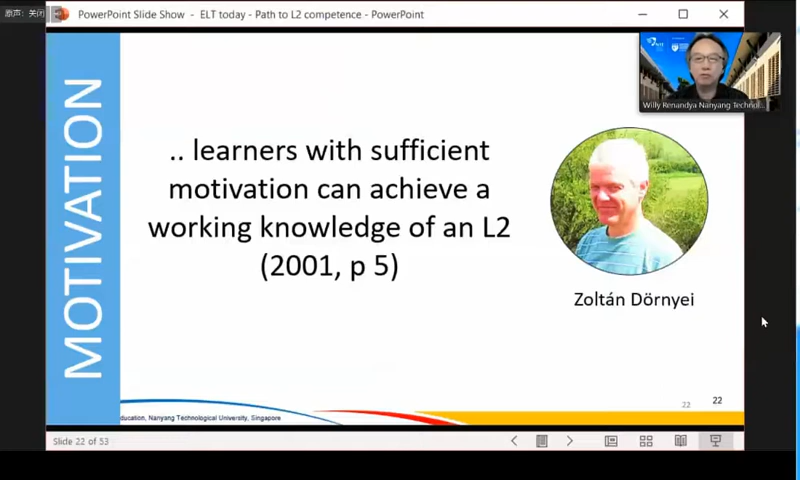 原声：关闭
PowerPoint Slide Show - ELT today - Path to L2 competence - PowerPoint
Willy Renandya Nanyang Technol...
MOTIVATION
.. learners with sufficient
motivation can achieve a
working knowledge of an L2
(2001, p 5)
Zoltán Dörnyei
ducation, Nanyang Technological University, Singapore
22
22
Slide 22 of 53